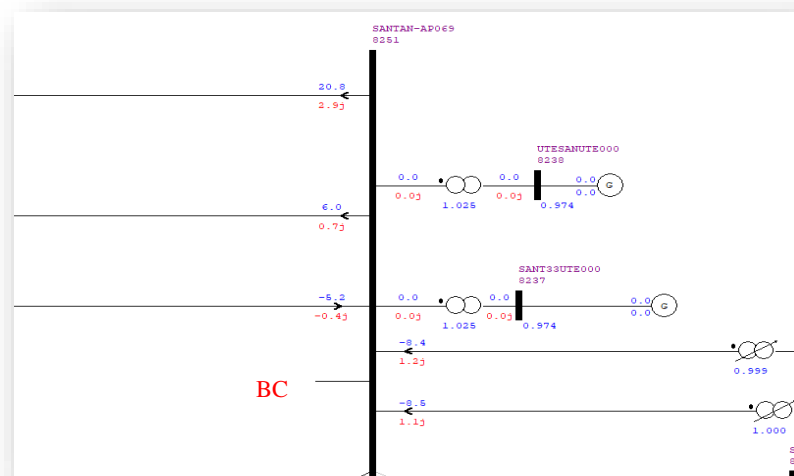 SANTAN-AP069
8251
20.8
2.9j
UTESANUTE000
8238
0.0
0.0j
0.0
0.0j
0.0
0.0
G
1.025
0.974
6.0
0.7j
SANT33UTE000
8237
-5.2
-0.4j
0.0
0.0j
0.0
0.0j
0.0
0.0
G
1.025
0.974
-8.4
1.2j
0.999
BC
-8.5
1.1j
1.000